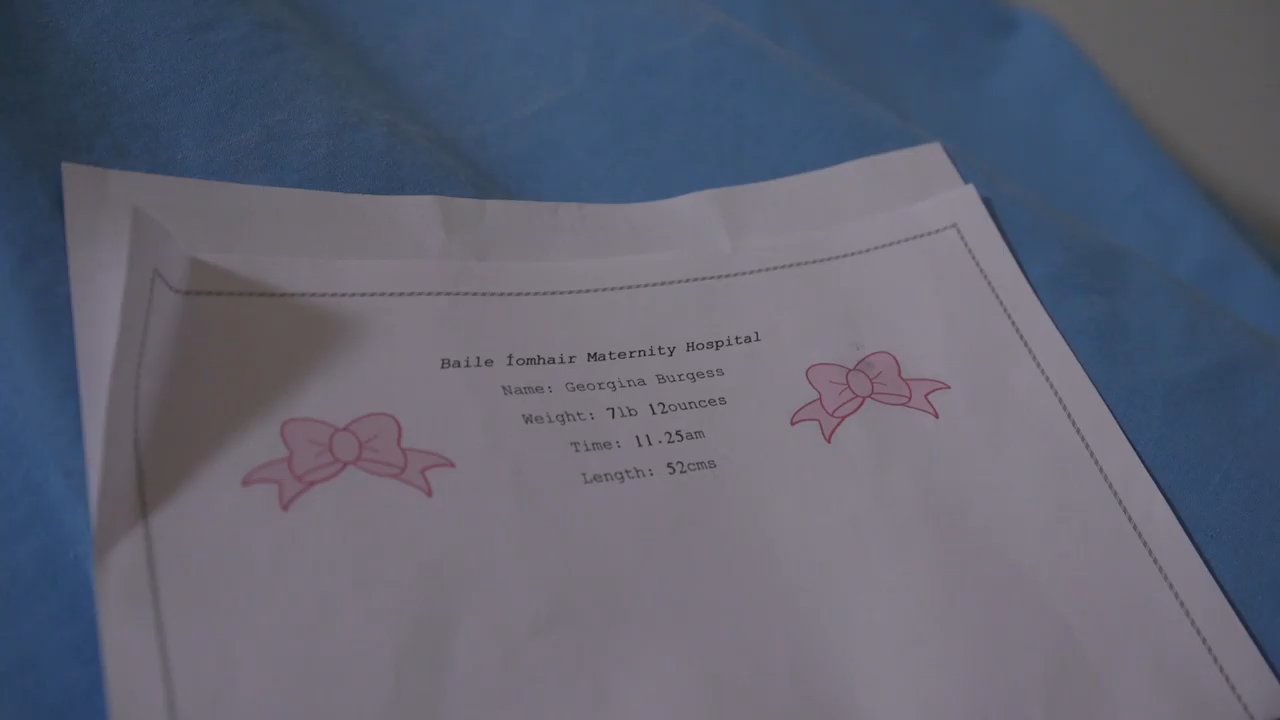 Baile Íomhair Maternity Hospital
Name: Georgina Burgess
Weight: 7lb 12ounces
Time: 11.25am
Length: 52cms